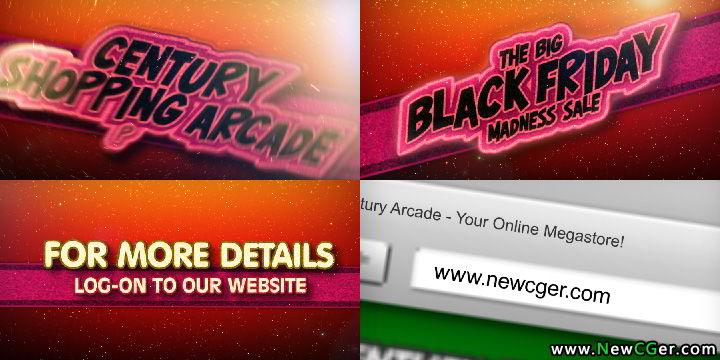 CENTURY
SHOPPING ARCADE
P
THE BIG
BLACK FRIDAY
MADNESS SALE
FOR MORE DETAILS
LOG-ON TO OUR WEBSITE
tury Arcade - Your Online Megastore!
www.newcger.com
www.NewCGer.com